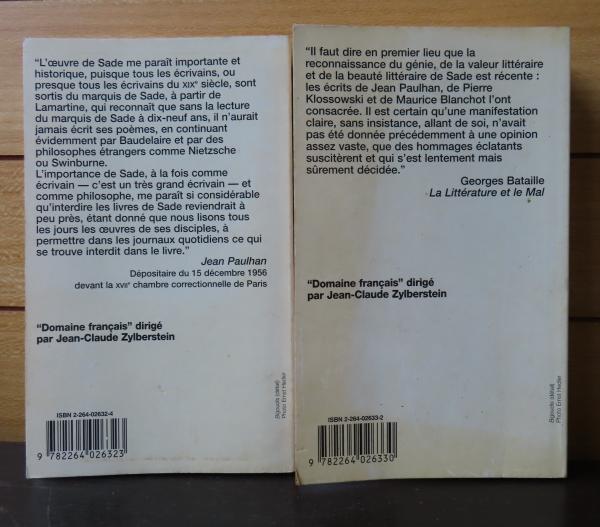 “L’œuvre de Sade me paraît importante et
historique, puisque tous les écrivains, ou
presque tous les écrivains du XIXᵉ siècle, sont
sortis du marquis de Sade, à partir de
Lamartine, qui reconnaît que sans la lecture
du marquis de Sade à dix-neuf ans, il n’aurait
jamais écrit ses poèmes, en continuant
évidemment par Baudelaire et par des
philosophes étrangers comme Nietzsche
ou Swinburne.
L’importance de Sade, à la fois comme
écrivain — c’est un très grand écrivain — et
comme philosophe, me paraît si considérable
qu’interdire les livres de Sade reviendrait à
peu près, étant donné que nous lisons tous
les jours les œuvres de ses disciples, à
permettre dans les journaux quotidiens ce qui
se trouve interdit dans le livre.”
Jean Paulhan
Dépositaire du 15 décembre 1956
devant la XVIIᵉ chambre correctionnelle de Paris
“Domaine français” dirigé
par Jean-Claude Zylberstein
ISBN 2-264-02632-4
9 782264 026323
Bijouoïs (détail)
Photo Ernst Hedler
“Il faut dire en premier lieu que la
reconnaissance du génie, de la valeur littéraire
et de la beauté littéraire de Sade est récente :
les écrits de Jean Paulhan, de Pierre
Klossowski et de Maurice Blanchot l’ont
consacrée. Il est certain qu’une manifestation
claire, sans insistance, allant de soi, n’avait
pas été donnée précédemment à une opinion
assez vaste, que des hommages éclatants
suscitèrent et qui s’est lentement mais
sûrement décidée.”
Georges Bataille
La Littérature et le Mal
“Domaine français” dirigé
par Jean-Claude Zylberstein
ISBN 2-264-02633-2
9 782264 026330
(détail)
Photo Ernst Hedler